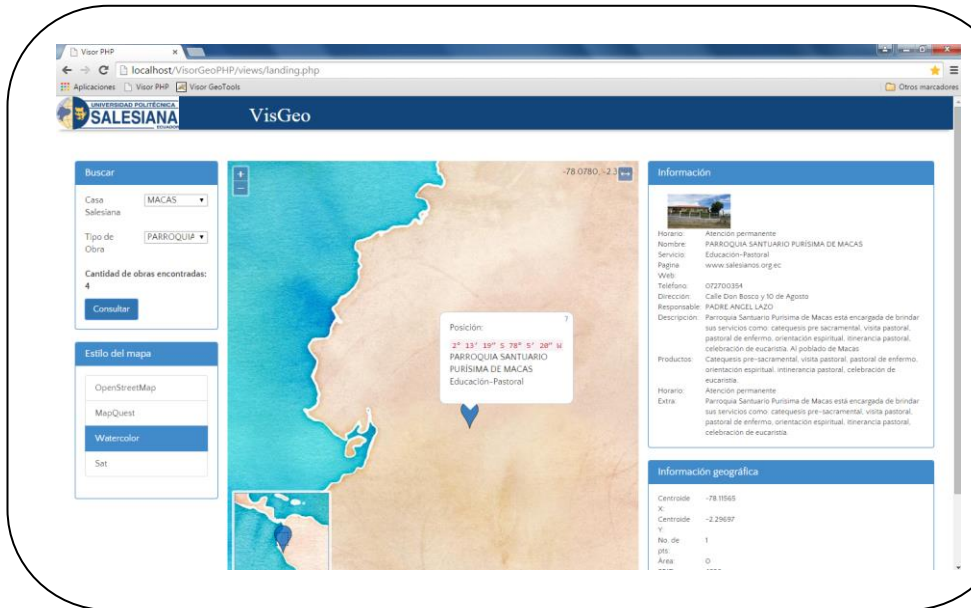 Visor PHP
localhost/VisorGeoPHP/views/landing.php
Aplicaciones Visor PHP Visor GeoTools Otros marcadores
UNIVERSIDAD POLITÉCNICA
SALESIANA
ECUADOR
VisGeo
Buscar
Casa Salesiana MACAS
Tipo de Obra PARROQUIA
Cantidad de obras encontradas:
4
Consultar
Estilo del mapa
OpenStreetMap
MapQuest
Watercolor
Sat
+
−
-78.0780, -2.3
Posición:
2° 13' 19" S 78° 5' 20" W
PARROQUIA SANTUARIO
PURÍSIMA DE MACAS
Educación-Pastoral
Información
Horario: Atención permanente
Nombre: PARROQUIA SANTUARIO PURÍSIMA DE MACAS
Servicio: Educación-Pastoral
Pagina Web: www.salesianos.org.ec
Teléfono: 072700354
Dirección: Calle Don Bosco y 10 de Agosto
Responsable: PADRE ANGEL LAZO
Descripción: Parroquia Santuario Purísima de Macas está encargada de brindar
sus servicios como: catequesis pre sacramental, visita pastoral,
pastoral de enfermo, orientación espiritual, itinerancia pastoral,
celebración de eucaristía. Al poblado de Macas
Productos: Catequesis pre-sacramental, visita pastoral, pastoral de enfermo,
orientación espiritual, intinerancia pastoral, celebración de
eucaristía.
Horario: Atención permanente
Extra: Parroquia Santuario Purísima de Macas está encargada de brindar
sus servicios como: catequesis pre-sacramental, visita pastoral,
pastoral de enfermo, orientación espiritual, itinerancia pastoral,
celebración de eucaristía.
Información geográfica
Centroide X: -78.11565
Centroide Y: -2.29687
No. de pts: 1
Área: 0